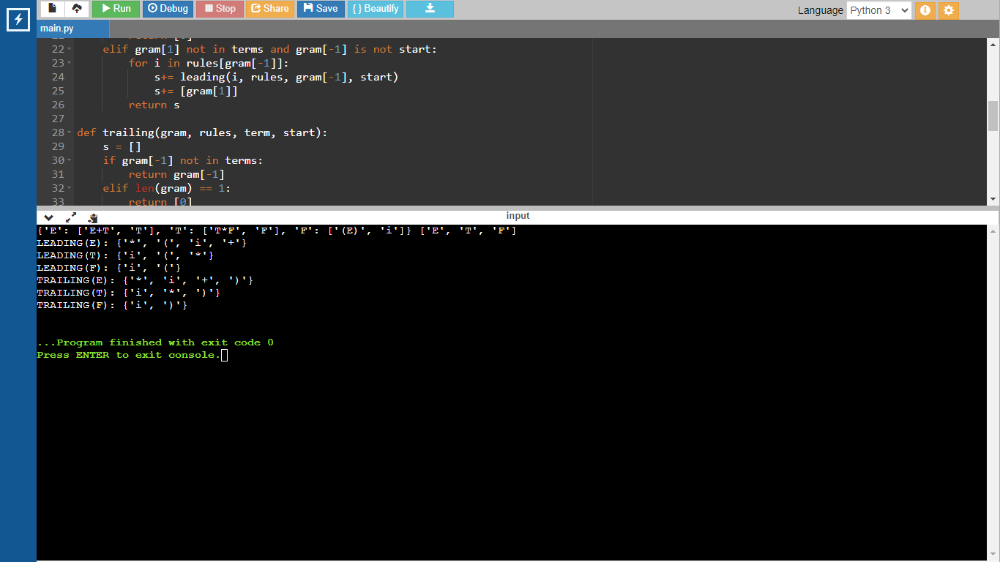 Run Debug Stop Share Save { } Beautify Language Python 3
main.py
22 elif gram[1] not in terms and gram[-1] is not start:
23 for i in rules[gram[-1]]:
24 s+= leading(i, rules, gram[-1], start)
25 s+= [gram[1]]
26 return s
27
28 def trailing(gram, rules, term, start):
29 s = []
30 if gram[-1] not in terms:
31 return gram[-1]
32 elif len(gram) == 1:
33 return [0]
input
{'E': ['E+T', 'T'], 'T': ['T*F', 'F'], 'F': ['(E)', 'i']} ['E', 'T', 'F']
LEADING(E): {'*', '(', 'i', '+'}
LEADING(T): {'i', '(', '*'}
LEADING(F): {'i', '('}
TRAILING(E): {'*', 'i', '+', ')'}
TRAILING(T): {'i', '*', ')'}
TRAILING(F): {'i', ')'}
...Program finished with exit code 0
Press ENTER to exit console.